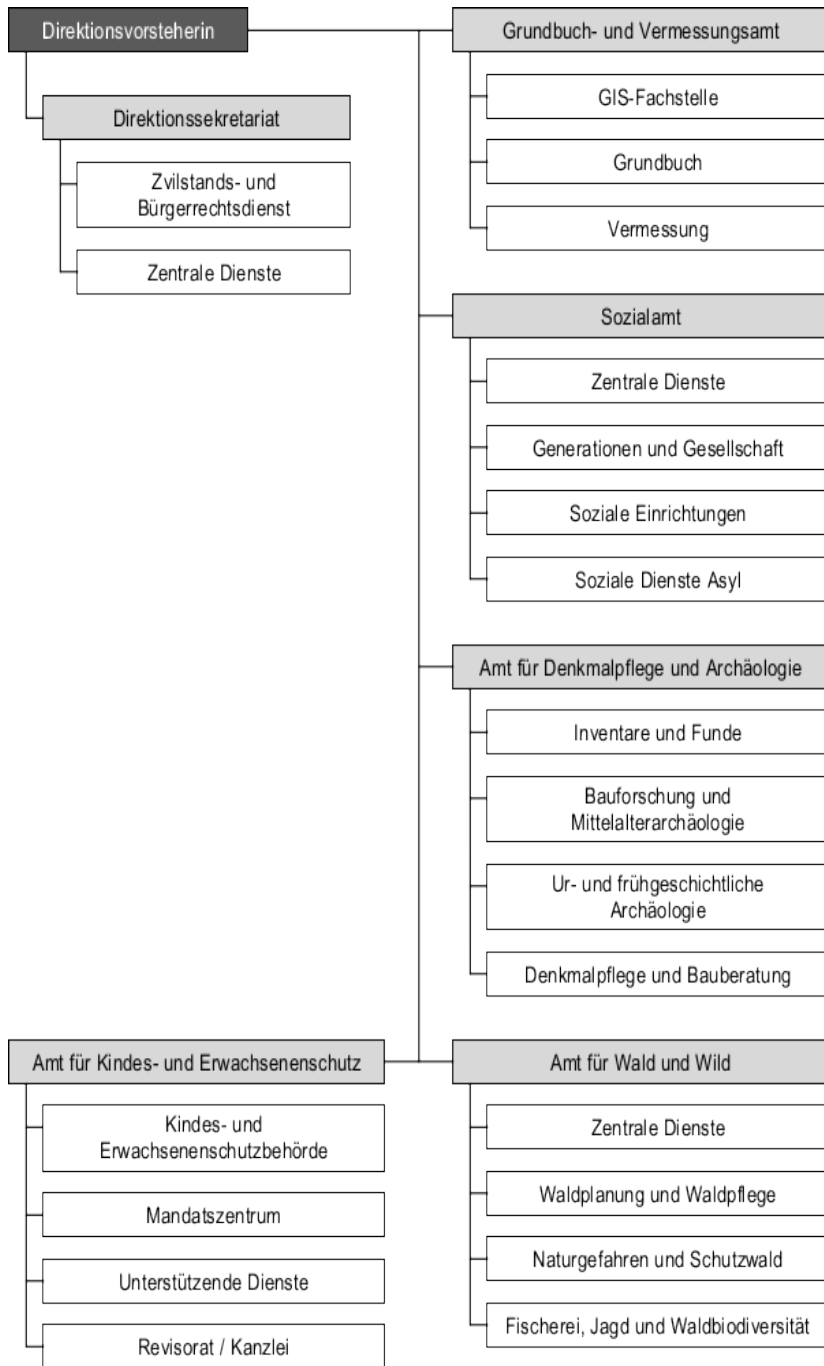 Direktionsvorsteherin
Direktionssekretariat
Zvilstands- und
Bürgerrechtsdienst
Zentrale Dienste
Grundbuch- und Vermessungsamt
GIS-Fachstelle
Grundbuch
Vermessung
Sozialamt
Zentrale Dienste
Generationen und Gesellschaft
Soziale Einrichtungen
Soziale Dienste Asyl
Amt für Denkmalpflege und Archäologie
Inventare und Funde
Bauforschung und
Mittelalterarchäologie
Ur- und frühgeschichtliche
Archäologie
Denkmalpflege und Bauberatung
Amt für Kindes- und Erwachsenenschutz
Kindes- und
Erwachsenenschutzbehörde
Mandatszentrum
Unterstützende Dienste
Revisorat / Kanzlei
Amt für Wald und Wild
Zentrale Dienste
Waldplanung und Waldpflege
Naturgefahren und Schutzwald
Fischerei, Jagd und Waldbiodiversität